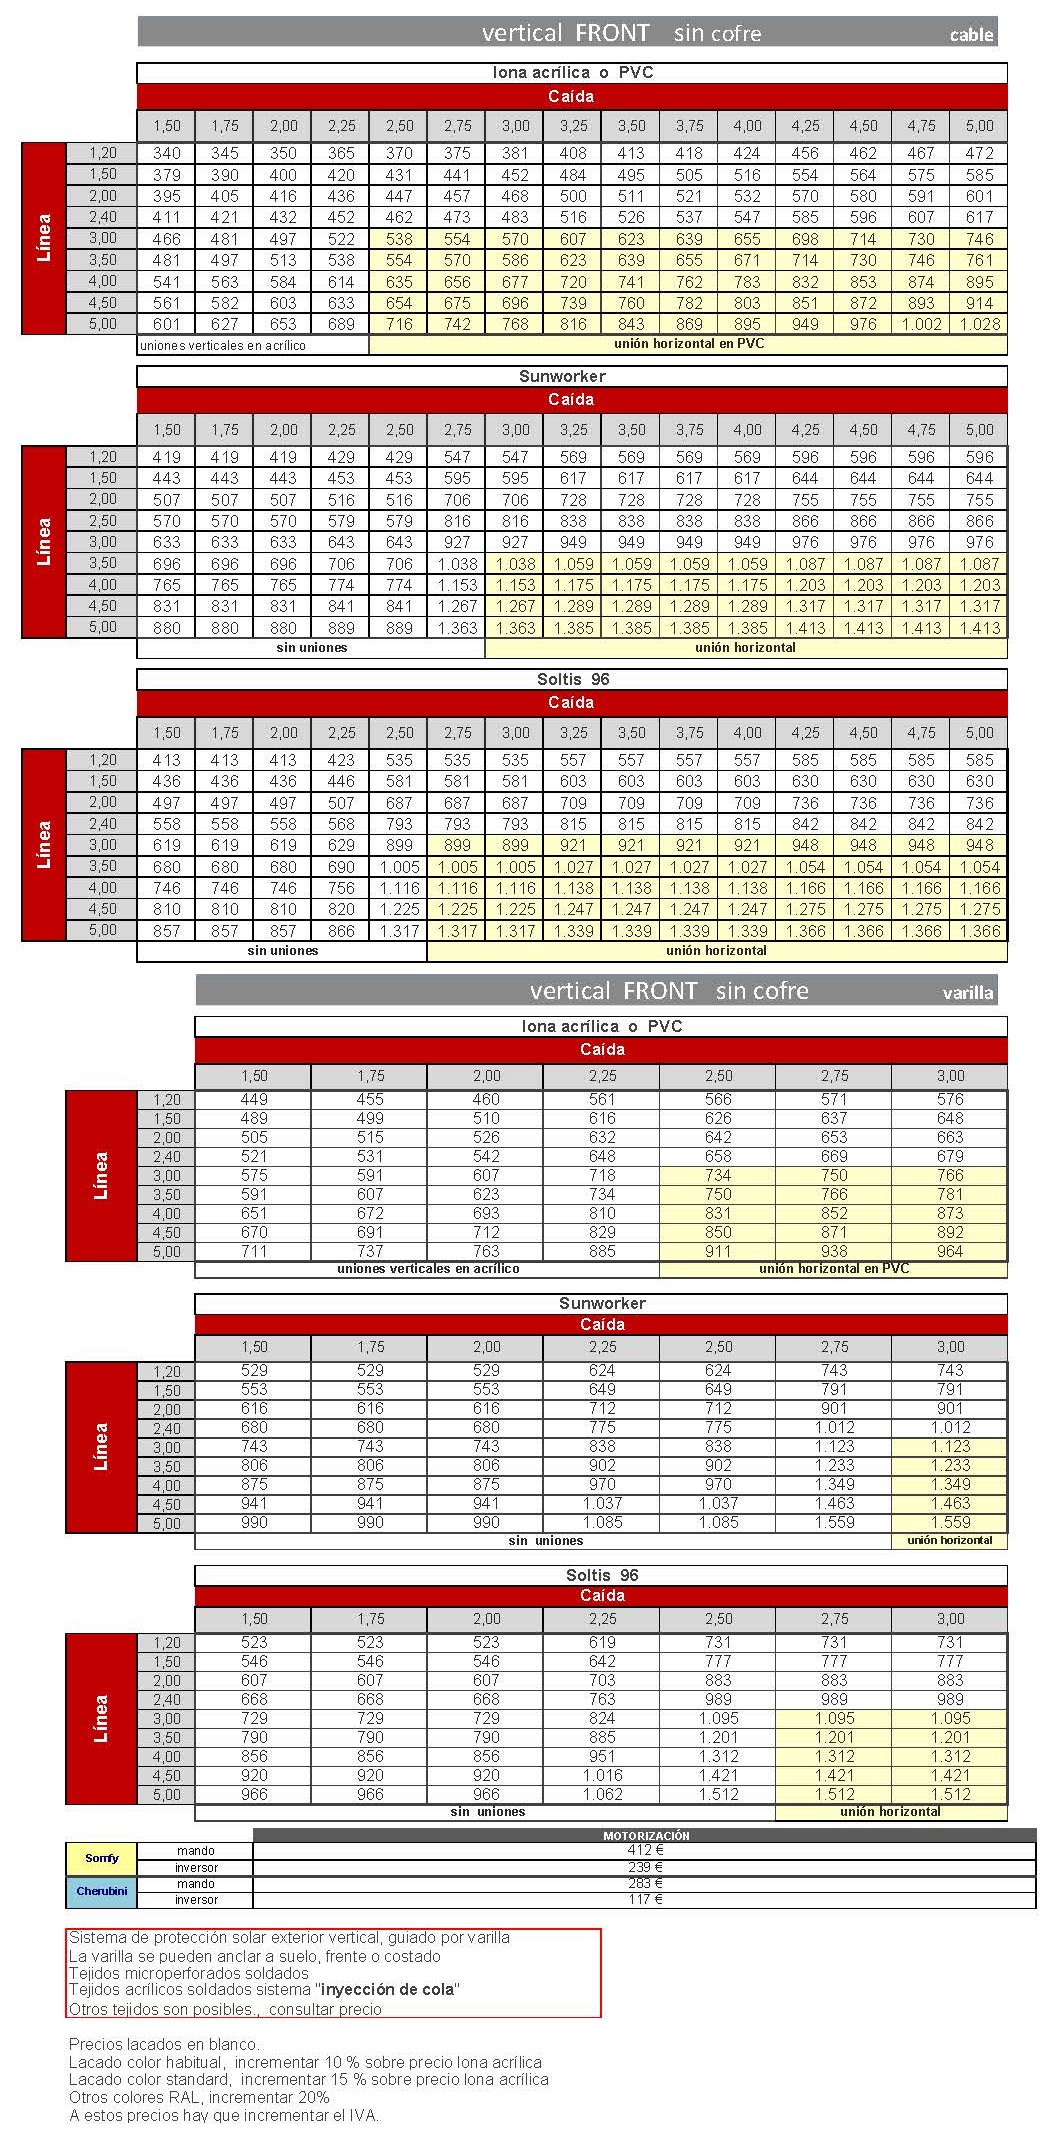 vertical FRONT sin cofre cable
lona acrílica o PVC
Caída
1,50 1,75 2,00 2,25 2,50 2,75 3,00 3,25 3,50 3,75 4,00 4,25 4,50 4,75 5,00
Línea
1,20 340 345 350 365 370 375 381 408 413 418 424 456 462 467 472
1,50 379 390 400 420 431 441 452 484 495 505 516 554 564 575 585
2,00 395 405 416 436 447 457 468 500 511 521 532 570 580 591 601
2,40 411 421 432 452 462 473 483 516 526 537 547 585 596 607 617
3,00 466 481 497 522 538 554 570 607 623 639 655 698 714 730 746
3,50 481 497 513 538 554 570 586 623 639 655 671 714 730 746 761
4,00 541 563 584 614 635 656 677 720 741 762 783 832 853 874 895
4,50 561 582 603 633 654 675 696 739 760 782 803 851 872 893 914
5,00 601 627 653 689 716 742 768 816 843 869 895 949 976 1.002 1.028
uniones verticales en acrílico unión horizontal en PVC
Sunworker
Caída
1,50 1,75 2,00 2,25 2,50 2,75 3,00 3,25 3,50 3,75 4,00 4,25 4,50 4,75 5,00
Línea
1,20 419 419 419 429 429 547 547 569 569 569 569 596 596 596 596
1,50 443 443 443 453 453 595 595 617 617 617 617 644 644 644 644
2,00 507 507 507 516 516 706 706 728 728 728 728 755 755 755 755
2,50 570 570 570 579 579 816 816 838 838 838 838 866 866 866 866
3,00 633 633 633 643 643 927 927 949 949 949 949 976 976 976 976
3,50 696 696 696 706 706 1.038 1.038 1.059 1.059 1.059 1.059 1.087 1.087 1.087 1.087
4,00 765 765 765 774 774 1.153 1.153 1.175 1.175 1.175 1.175 1.203 1.203 1.203 1.203
4,50 831 831 831 841 841 1.267 1.267 1.289 1.289 1.289 1.289 1.317 1.317 1.317 1.317
5,00 880 880 880 889 889 1.363 1.363 1.385 1.385 1.385 1.385 1.413 1.413 1.413 1.413
sin uniones unión horizontal
Soltis 96
Caída
1,50 1,75 2,00 2,25 2,50 2,75 3,00 3,25 3,50 3,75 4,00 4,25 4,50 4,75 5,00
Línea
1,20 413 413 413 423 535 535 535 557 557 557 557 585 585 585 585
1,50 436 436 436 446 581 581 581 603 603 603 603 630 630 630 630
2,00 497 497 497 507 687 687 687 709 709 709 709 736 736 736 736
2,40 558 558 558 568 793 793 793 815 815 815 815 842 842 842 842
3,00 619 619 619 629 899 899 899 921 921 921 921 948 948 948 948
3,50 680 680 680 690 1.005 1.005 1.005 1.027 1.027 1.027 1.027 1.054 1.054 1.054 1.054
4,00 746 746 746 756 1.116 1.116 1.116 1.138 1.138 1.138 1.138 1.166 1.166 1.166 1.166
4,50 810 810 810 820 1.225 1.225 1.225 1.247 1.247 1.247 1.247 1.275 1.275 1.275 1.275
5,00 857 857 857 866 1.317 1.317 1.317 1.339 1.339 1.339 1.339 1.366 1.366 1.366 1.366
sin uniones unión horizontal
vertical FRONT sin cofre varilla
lona acrílica o PVC
Caída
1,50 1,75 2,00 2,25 2,50 2,75 3,00
Línea
1,20 449 455 460 561 566 571 576
1,50 489 499 510 616 626 637 648
2,00 505 515 526 632 642 653 663
2,40 521 531 542 648 658 669 679
3,00 575 591 607 718 734 750 766
3,50 591 607 623 734 750 766 781
4,00 651 672 693 810 831 852 873
4,50 670 691 712 829 850 871 892
5,00 711 737 763 885 911 938 964
uniones verticales en acrílico unión horizontal en PVC
Sunworker
Caída
1,50 1,75 2,00 2,25 2,50 2,75 3,00
Línea
1,20 529 529 529 624 624 743 743
1,50 553 553 553 649 649 791 791
2,00 616 616 616 712 712 901 901
2,40 680 680 680 775 775 1.012 1.012
3,00 743 743 743 838 838 1.123 1.123
3,50 806 806 806 902 902 1.233 1.233
4,00 875 875 875 970 970 1.349 1.349
4,50 941 941 941 1.037 1.037 1.463 1.463
5,00 990 990 990 1.085 1.085 1.559 1.559
sin uniones unión horizontal
Soltis 96
Caída
1,50 1,75 2,00 2,25 2,50 2,75 3,00
Línea
1,20 523 523 523 619 731 731 731
1,50 546 546 546 642 777 777 777
2,00 607 607 607 703 883 883 883
2,40 668 668 668 763 989 989 989
3,00 729 729 729 824 1.095 1.095 1.095
3,50 790 790 790 885 1.201 1.201 1.201
4,00 856 856 856 951 1.312 1.312 1.312
4,50 920 920 920 1.016 1.421 1.421 1.421
5,00 966 966 966 1.062 1.512 1.512 1.512
sin uniones unión horizontal
MOTORIZACIÓN
Somfy mando 412 €
inversor 239 €
Cherubini mando 283 €
inversor 117 €
Sistema de protección solar exterior vertical, guiado por varilla
La varilla se pueden anclar a suelo, frente o costado
Tejidos microperforados soldados
Tejidos acrílicos soldados sistema "inyección de cola"
Otros tejidos son posibles., consultar precio
Precios lacados en blanco.
Lacado color habitual, incrementar 10 % sobre precio lona acrílica
Lacado color standard, incrementar 15 % sobre precio lona acrílica
Otros colores RAL, incrementar 20%
A estos precios hay que incrementar el IVA.